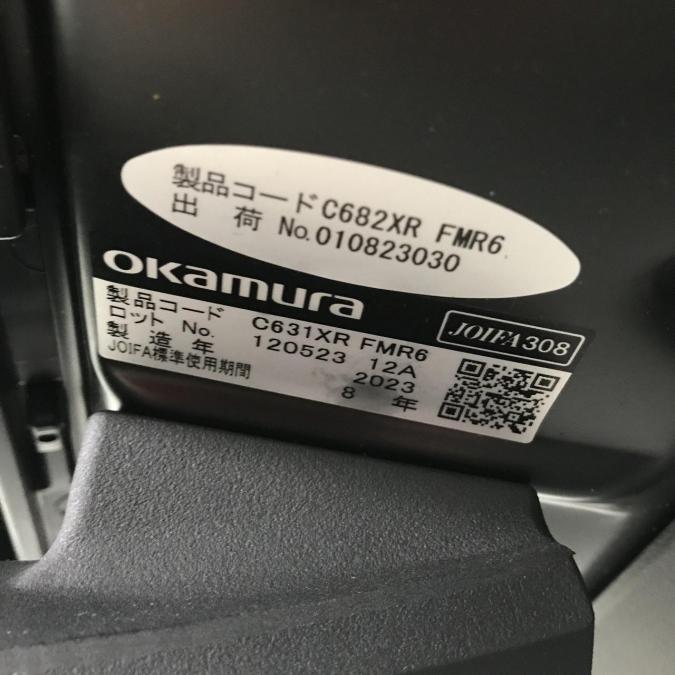 製品コードC682XR FMR6
出 荷 No.010823030
OKamura
JOIFA308
製品コード C631XR FMR6
ロット No. 120523 12A
製 造 年 2023
JOIFA標準使用期間 8 年